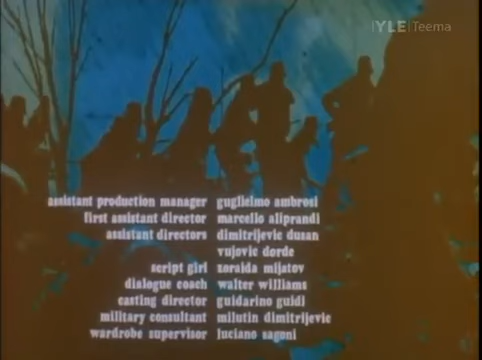 YLE Teema
assistant production manager guglielmo ambrosi
first assistant director marcello aliprandi
assistant directors dimitrijevic dusan
vujovic dorde
script girl zoraida mijatov
dialogue coach walter williams
casting director guidarino guidi
military consultant milutin dimitrijevic
wardrobe supervisor luciano sagoni